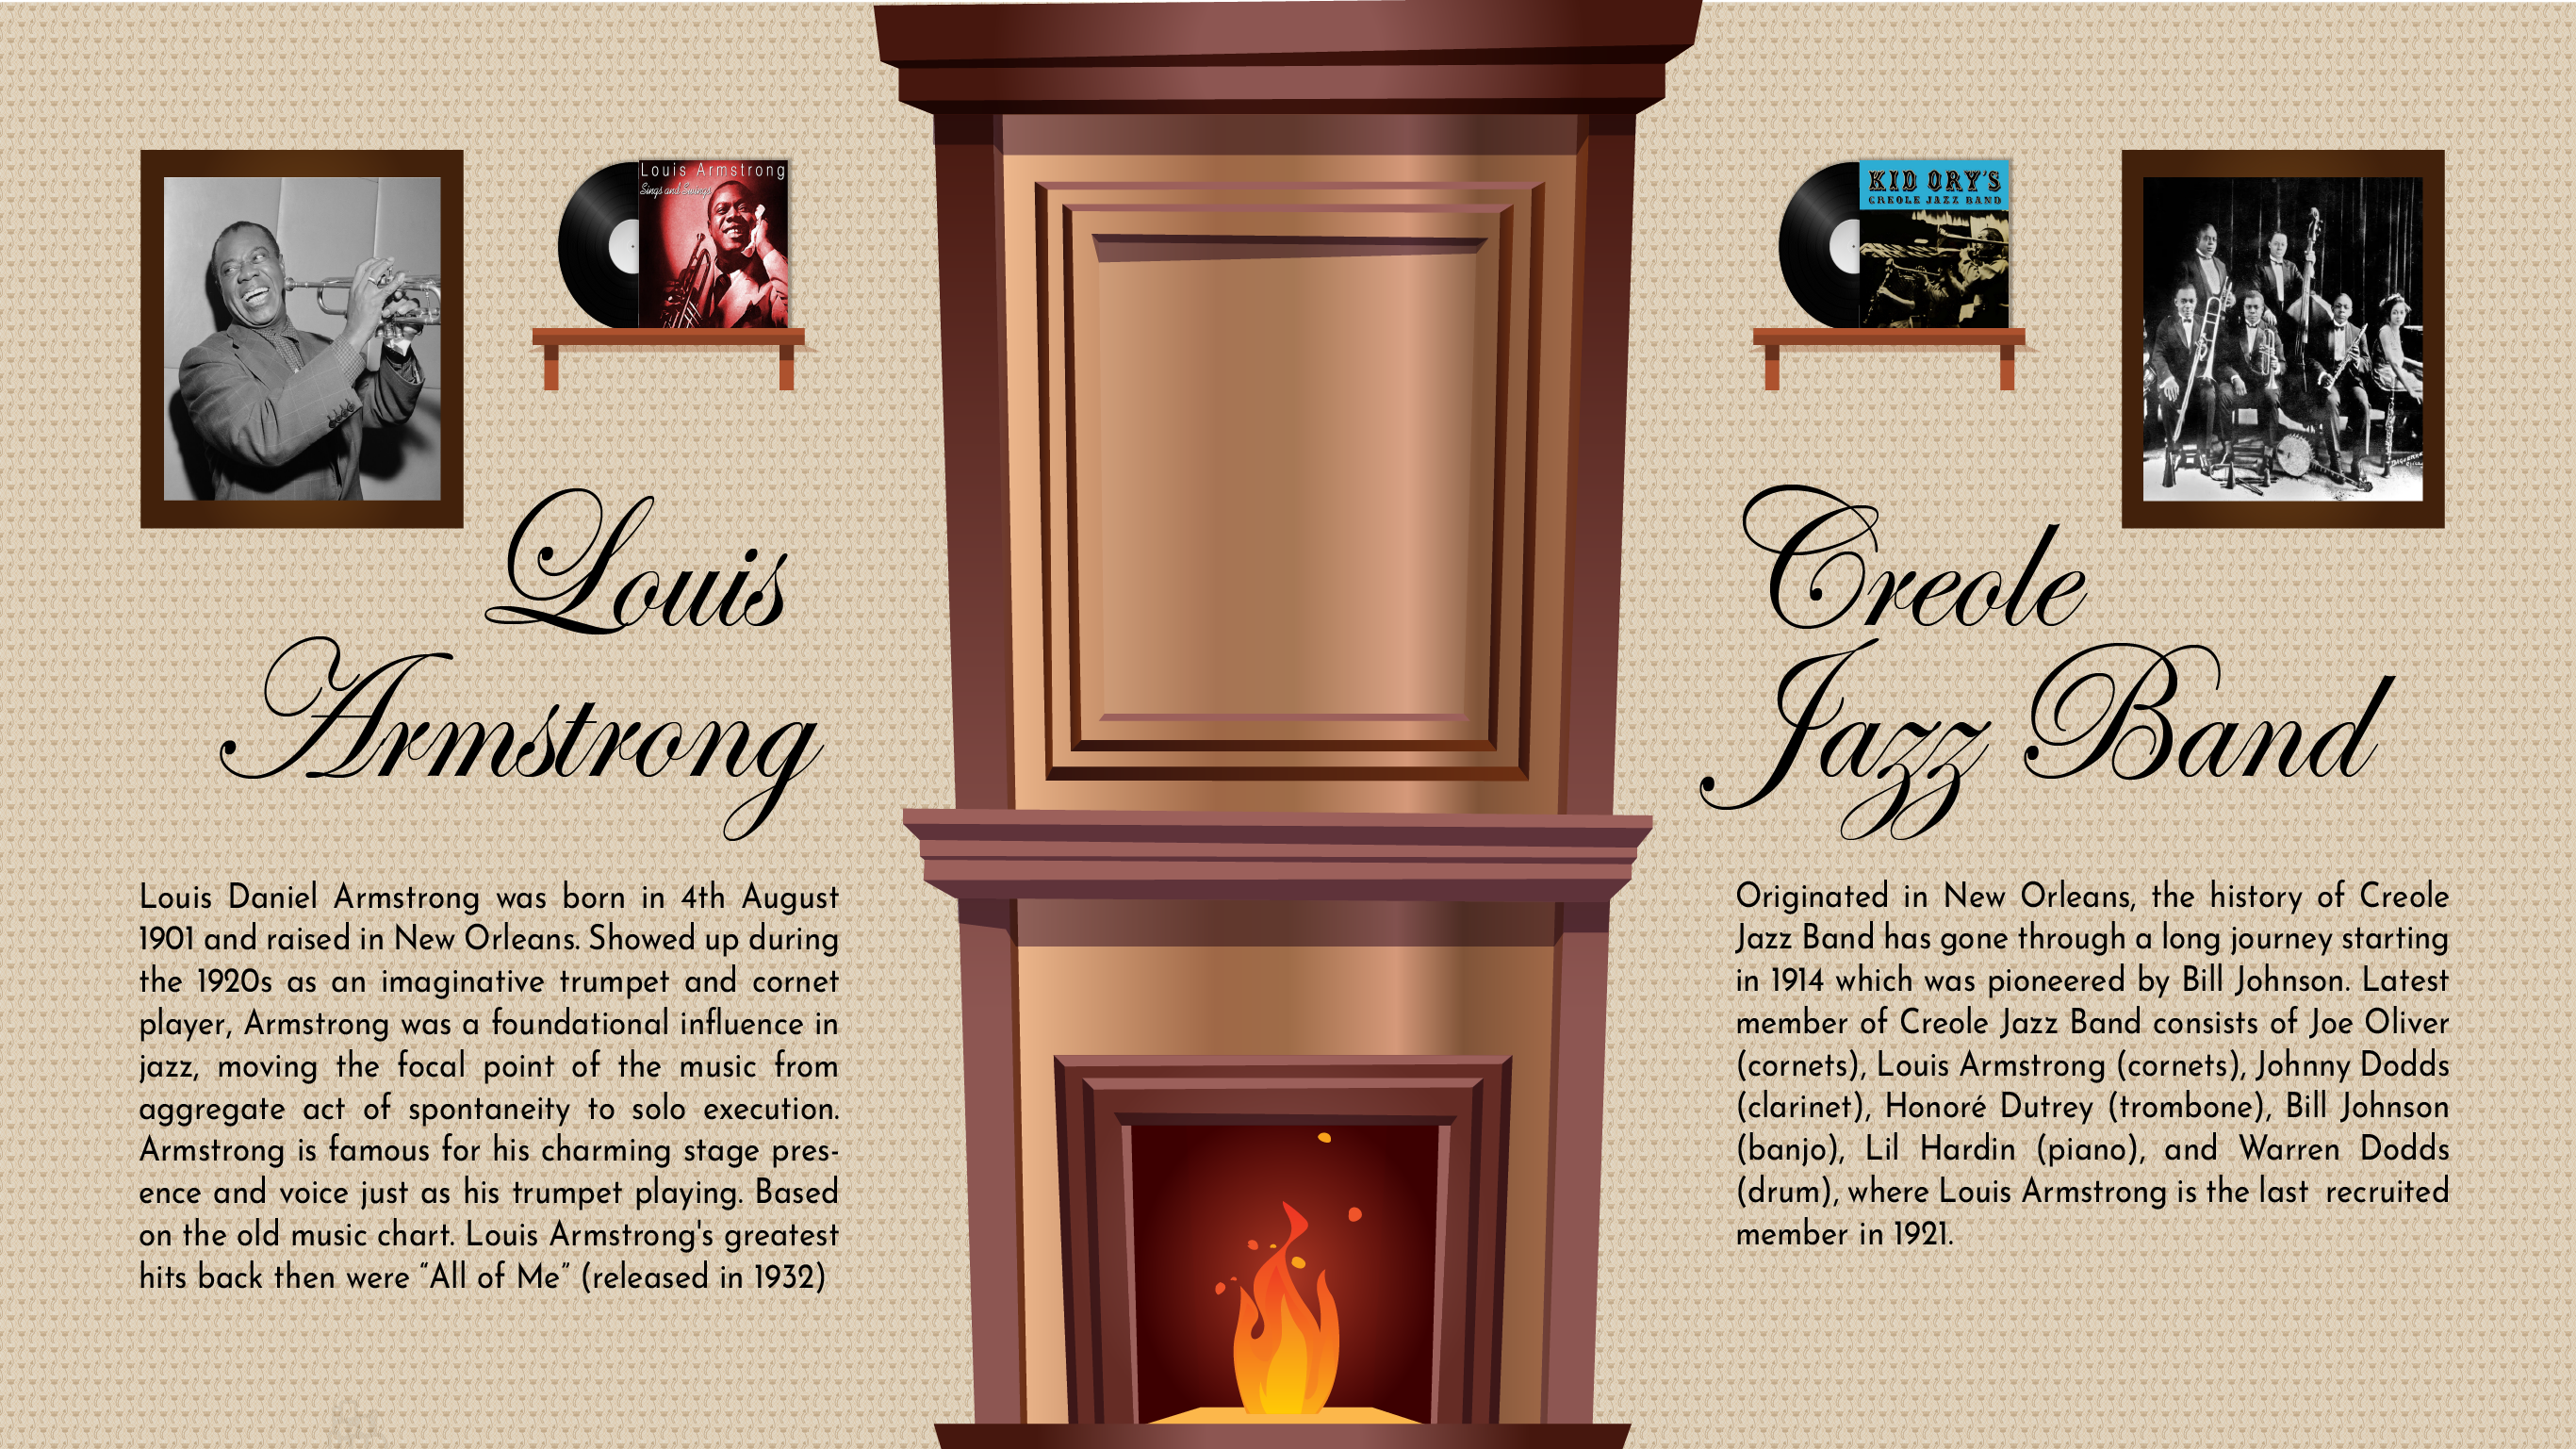 Louis Armstrong
Sings and Swings
Louis
Armstrong
Louis Daniel Armstrong was born in 4th August
1901 and raised in New Orleans. Showed up during
the 1920s as an imaginative trumpet and cornet
player, Armstrong was a foundational influence in
jazz, moving the focal point of the music from
aggregate act of spontaneity to solo execution.
Armstrong is famous for his charming stage pres-
ence and voice just as his trumpet playing. Based
on the old music chart. Louis Armstrong's greatest
hits back then were “All of Me” (released in 1932)
KID ORY'S
CREOLE JAZZ BAND
Creole
Jazz Band
Originated in New Orleans, the history of Creole
Jazz Band has gone through a long journey starting
in 1914 which was pioneered by Bill Johnson. Latest
member of Creole Jazz Band consists of Joe Oliver
(cornets), Louis Armstrong (cornets), Johnny Dodds
(clarinet), Honoré Dutrey (trombone), Bill Johnson
(banjo), Lil Hardin (piano), and Warren Dodds
(drum), where Louis Armstrong is the last recruited
member in 1921.